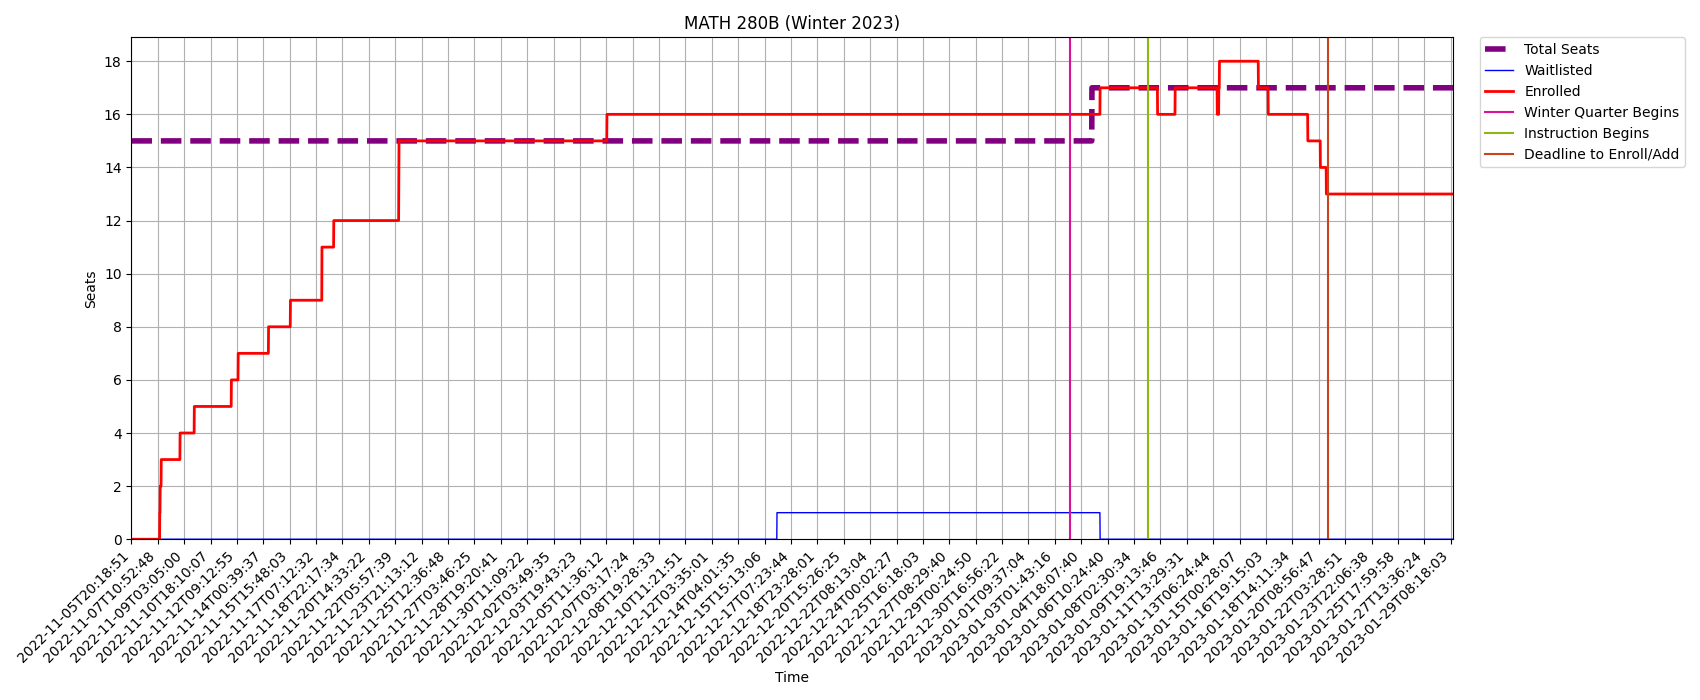 MATH 280B (Winter 2023)
Total Seats
Waitlisted
Enrolled
Winter Quarter Begins
Instruction Begins
Deadline to Enroll/Add
Seats
18
16
14
12
10
8
6
4
2
0
2022-11-05T20:18:51
2022-11-07T10:52:48
2022-11-09T03:05:00
2022-11-10T18:10:07
2022-11-12T09:12:55
2022-11-14T00:39:37
2022-11-15T15:48:03
2022-11-17T07:12:32
2022-11-18T22:17:34
2022-11-20T14:33:22
2022-11-22T05:57:39
2022-11-23T21:13:12
2022-11-25T12:36:48
2022-11-27T03:46:25
2022-11-28T19:20:41
2022-11-30T11:09:22
2022-12-02T03:49:35
2022-12-03T19:43:23
2022-12-05T11:36:12
2022-12-07T03:17:24
2022-12-08T19:28:33
2022-12-10T11:21:51
2022-12-12T03:35:01
2022-12-14T04:01:35
2022-12-15T15:13:06
2022-12-17T07:23:44
2022-12-18T23:28:01
2022-12-20T15:26:25
2022-12-22T08:13:04
2022-12-24T00:02:27
2022-12-25T16:18:03
2022-12-27T08:29:40
2022-12-29T00:24:50
2022-12-30T16:56:22
2023-01-01T09:37:04
2023-01-03T01:43:16
2023-01-04T18:07:40
2023-01-06T10:24:40
2023-01-08T02:30:34
2023-01-09T19:13:46
2023-01-11T13:29:31
2023-01-13T06:24:44
2023-01-15T00:28:07
2023-01-16T19:15:03
2023-01-18T14:11:34
2023-01-20T08:56:47
2023-01-22T03:28:51
2023-01-23T22:06:38
2023-01-25T17:59:58
2023-01-27T13:36:24
2023-01-29T08:18:03
Time